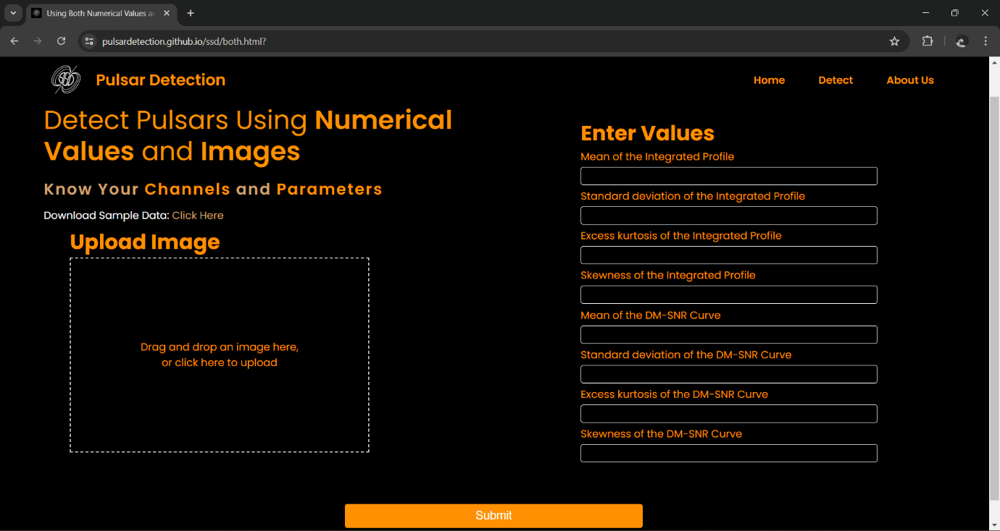 Using Both Numerical Values an
pulsardetection.github.io/ssd/both.html?
Pulsar Detection
Home
Detect
About Us
Detect Pulsars Using Numerical
Values and Images
Know Your Channels and Parameters
Download Sample Data: Click Here
Upload Image
Drag and drop an image here,
or click here to upload
Enter Values
Mean of the Integrated Profile
Standard deviation of the Integrated Profile
Excess kurtosis of the Integrated Profile
Skewness of the Integrated Profile
Mean of the DM-SNR Curve
Standard deviation of the DM-SNR Curve
Excess kurtosis of the DM-SNR Curve
Skewness of the DM-SNR Curve
Submit